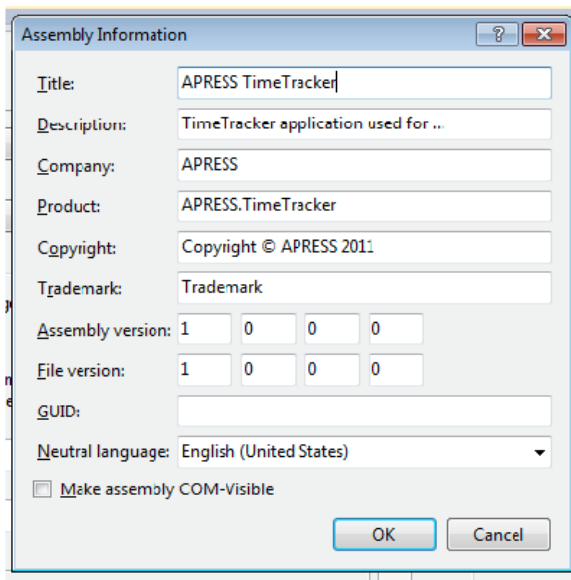 Assembly Information
Title: APRESS TimeTracker
Description: TimeTracker application used for ...
Company: APRESS
Product: APRESS.TimeTracker
Copyright: Copyright © APRESS 2011
Trademark: Trademark
Assembly version: 1 0 0 0
File version: 1 0 0 0
GUID:
Neutral language: English (United States)
Make assembly COM-Visible
OK Cancel